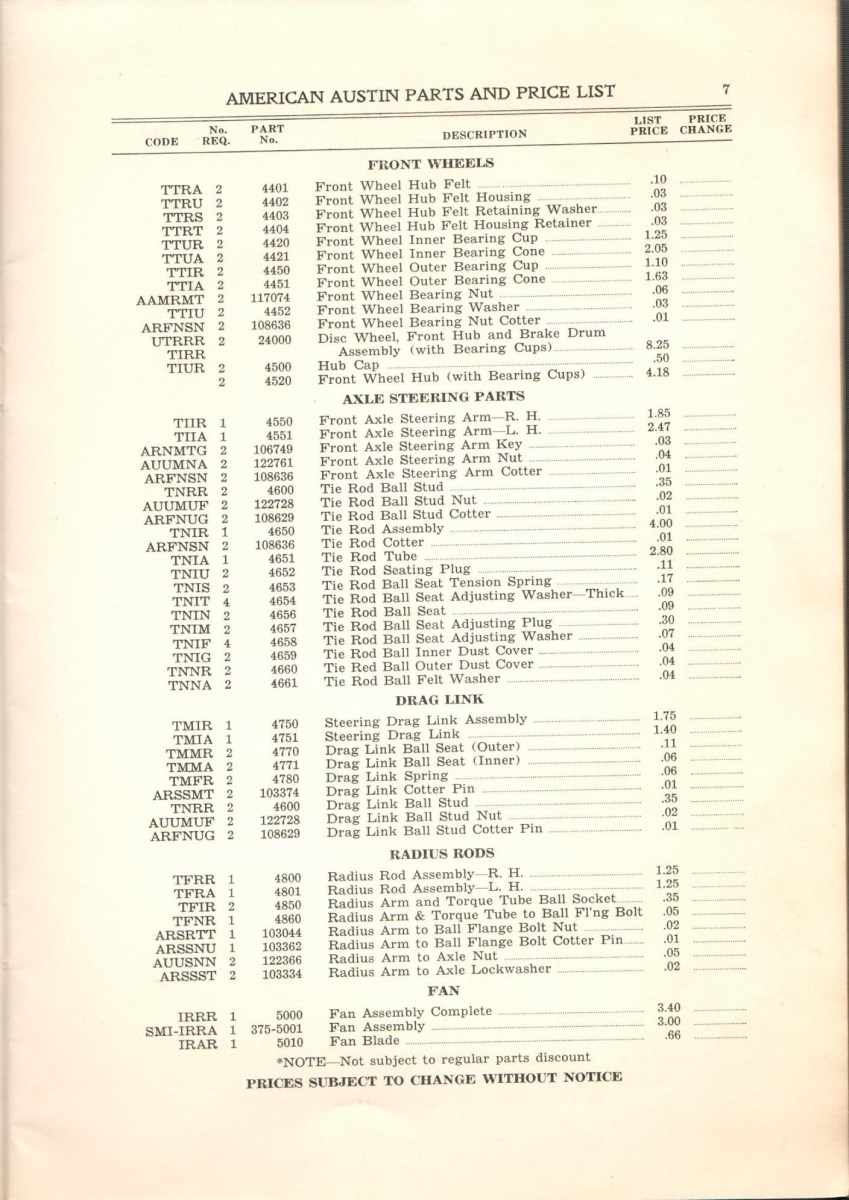 AMERICAN AUSTIN PARTS AND PRICE LIST 7
CODE No. REQ. PART No. DESCRIPTION LIST PRICE PRICE CHANGE
FRONT WHEELS
TTRA 2 4401 Front Wheel Hub Felt .10
TTRU 2 4402 Front Wheel Hub Felt Housing .03
TTRS 2 4403 Front Wheel Hub Felt Retaining Washer .03
TTRT 2 4404 Front Wheel Hub Felt Housing Retainer .03
TTUR 2 4420 Front Wheel Inner Bearing Cup 1.25
TTUA 2 4421 Front Wheel Inner Bearing Cone 2.05
TTIR 2 4450 Front Wheel Outer Bearing Cup 1.10
TTIA 2 4451 Front Wheel Outer Bearing Cone 1.63
AAMRMT 2 117074 Front Wheel Bearing Nut .06
TTIU 2 4452 Front Wheel Bearing Washer .03
ARFNSN 2 108636 Front Wheel Bearing Nut Cotter .01
UTRRR 2 24000 Disc Wheel, Front Hub and Brake Drum
TIRR Assembly (with Bearing Cups) 8.25
TIUR 2 4500 Hub Cap .50
2 4520 Front Wheel Hub (with Bearing Cups) 4.18
AXLE STEERING PARTS
TIIR 1 4550 Front Axle Steering Arm—R. H. 1.85
TIIA 1 4551 Front Axle Steering Arm—L. H. 2.47
ARNMTG 2 106749 Front Axle Steering Arm Key .03
AUUMNA 2 122761 Front Axle Steering Arm Nut .04
ARFNSN 2 108636 Front Axle Steering Arm Cotter .01
TNRR 2 4600 Tie Rod Ball Stud .35
AUUMUF 2 122728 Tie Rod Ball Stud Nut .02
ARFNUG 2 108629 Tie Rod Ball Stud Cotter .01
TNIR 1 4650 Tie Rod Assembly 4.00
ARFNSN 2 108636 Tie Rod Cotter .01
TNIA 1 4651 Tie Rod Tube 2.80
TNIU 2 4652 Tie Rod Seating Plug .11
TNIS 2 4653 Tie Rod Ball Seat Tension Spring .17
TNIT 4 4654 Tie Rod Ball Seat Adjusting Washer—Thick .09
TNIN 2 4656 Tie Rod Ball Seat .09
TNIM 2 4657 Tie Rod Ball Seat Adjusting Plug .30
TNIF 4 4658 Tie Rod Ball Seat Adjusting Washer .07
TNIG 2 4659 Tie Rod Ball Inner Dust Cover .04
TNNR 2 4660 Tie Red Ball Outer Dust Cover .04
TNNA 2 4661 Tie Rod Ball Felt Washer .04
DRAG LINK
TMIR 1 4750 Steering Drag Link Assembly 1.75
TMIA 1 4751 Steering Drag Link 1.40
TMMR 2 4770 Drag Link Ball Seat (Outer) .11
TMMA 2 4771 Drag Link Ball Seat (Inner) .06
TMFR 2 4780 Drag Link Spring .06
ARSSMT 2 103374 Drag Link Cotter Pin .01
TNRR 2 4600 Drag Link Ball Stud .35
AUUMUF 2 122728 Drag Link Ball Stud Nut .02
ARFNUG 2 108629 Drag Link Ball Stud Cotter Pin .01
RADIUS RODS
TFRR 1 4800 Radius Rod Assembly—R. H. 1.25
TFRA 1 4801 Radius Rod Assembly—L. H. 1.25
TFIR 2 4850 Radius Arm and Torque Tube Ball Socket .35
TFNR 1 4860 Radius Arm & Torque Tube to Ball Fl'ng Bolt .05
ARSRTT 1 103044 Radius Arm to Ball Flange Bolt Nut .02
ARSSNU 1 103362 Radius Arm to Ball Flange Bolt Cotter Pin .01
AUUSNN 2 122366 Radius Arm to Axle Nut .05
ARSSST 2 103334 Radius Arm to Axle Lockwasher .02
FAN
IRRR 1 5000 Fan Assembly Complete 3.40
SMI-IRRA 1 375-5001 Fan Assembly 3.00
IRAR 1 5010 Fan Blade .66
*NOTE—Not subject to regular parts discount
PRICES SUBJECT TO CHANGE WITHOUT NOTICE